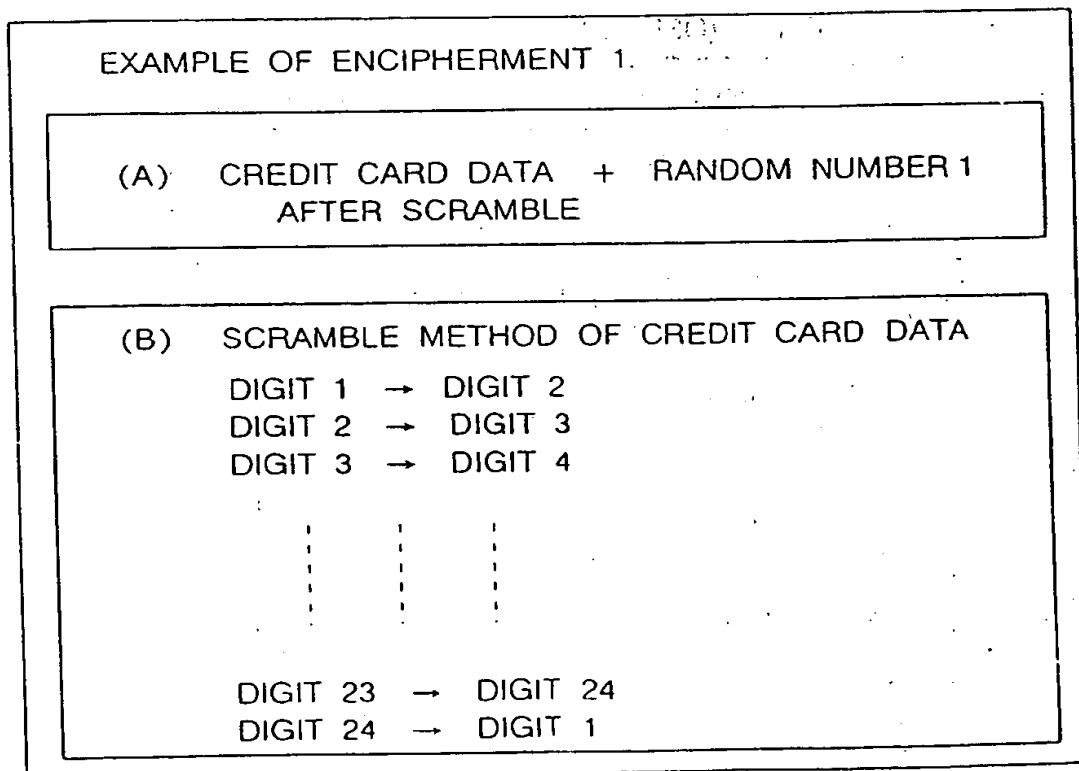 EXAMPLE OF ENCIPHERMENT 1.
(A) CREDIT CARD DATA + RANDOM NUMBER 1
AFTER SCRAMBLE
(B) SCRAMBLE METHOD OF CREDIT CARD DATA
DIGIT 1 → DIGIT 2
DIGIT 2 → DIGIT 3
DIGIT 3 → DIGIT 4
DIGIT 23 → DIGIT 24
DIGIT 24 → DIGIT 1